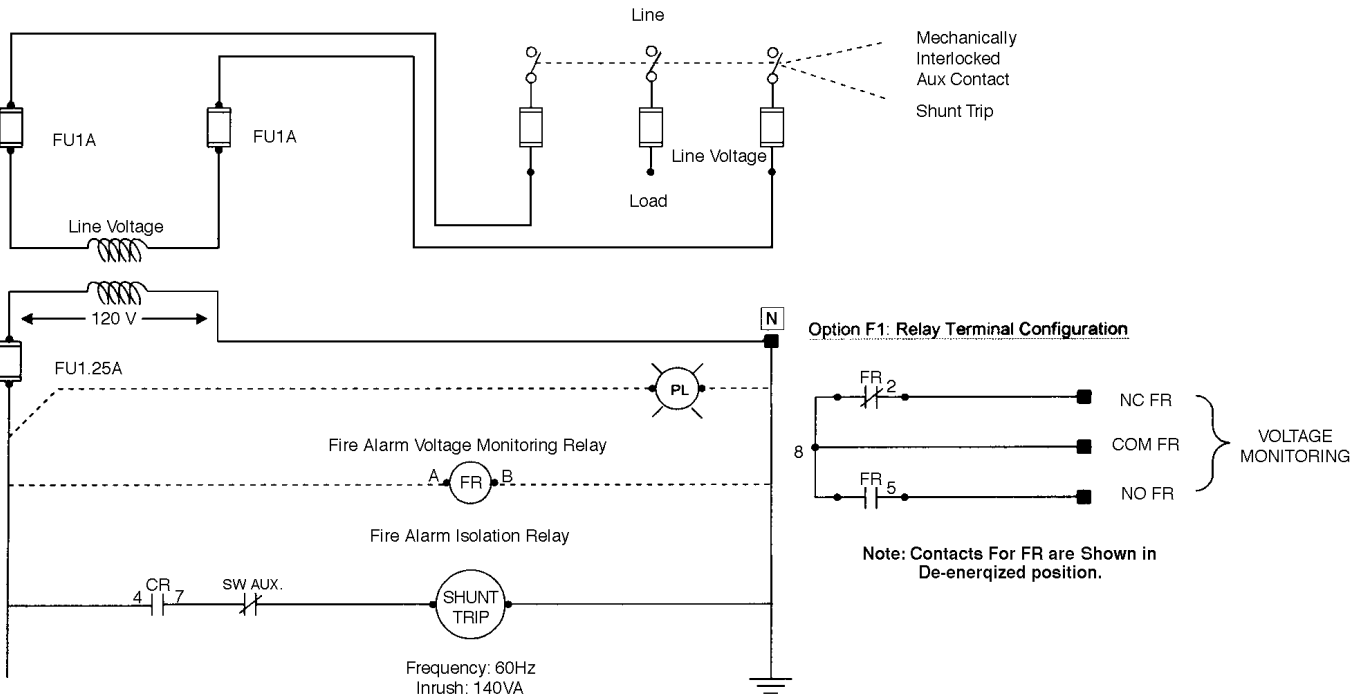 Line
Mechanically
Interlocked
Aux Contact
Shunt Trip
FU1A
FU1A
Line Voltage
Load
Line Voltage
120 V
N
Option F1: Relay Terminal Configuration
FU1.25A
PL
FR 2
NC FR
Fire Alarm Voltage Monitoring Relay
8
COM FR
VOLTAGE
MONITORING
A FR B
FR 5
NO FR
Fire Alarm Isolation Relay
Note: Contacts For FR are Shown in
De-energized position.
CR
4 7
SW AUX.
SHUNT
TRIP
Frequency: 60Hz
Inrush: 140VA